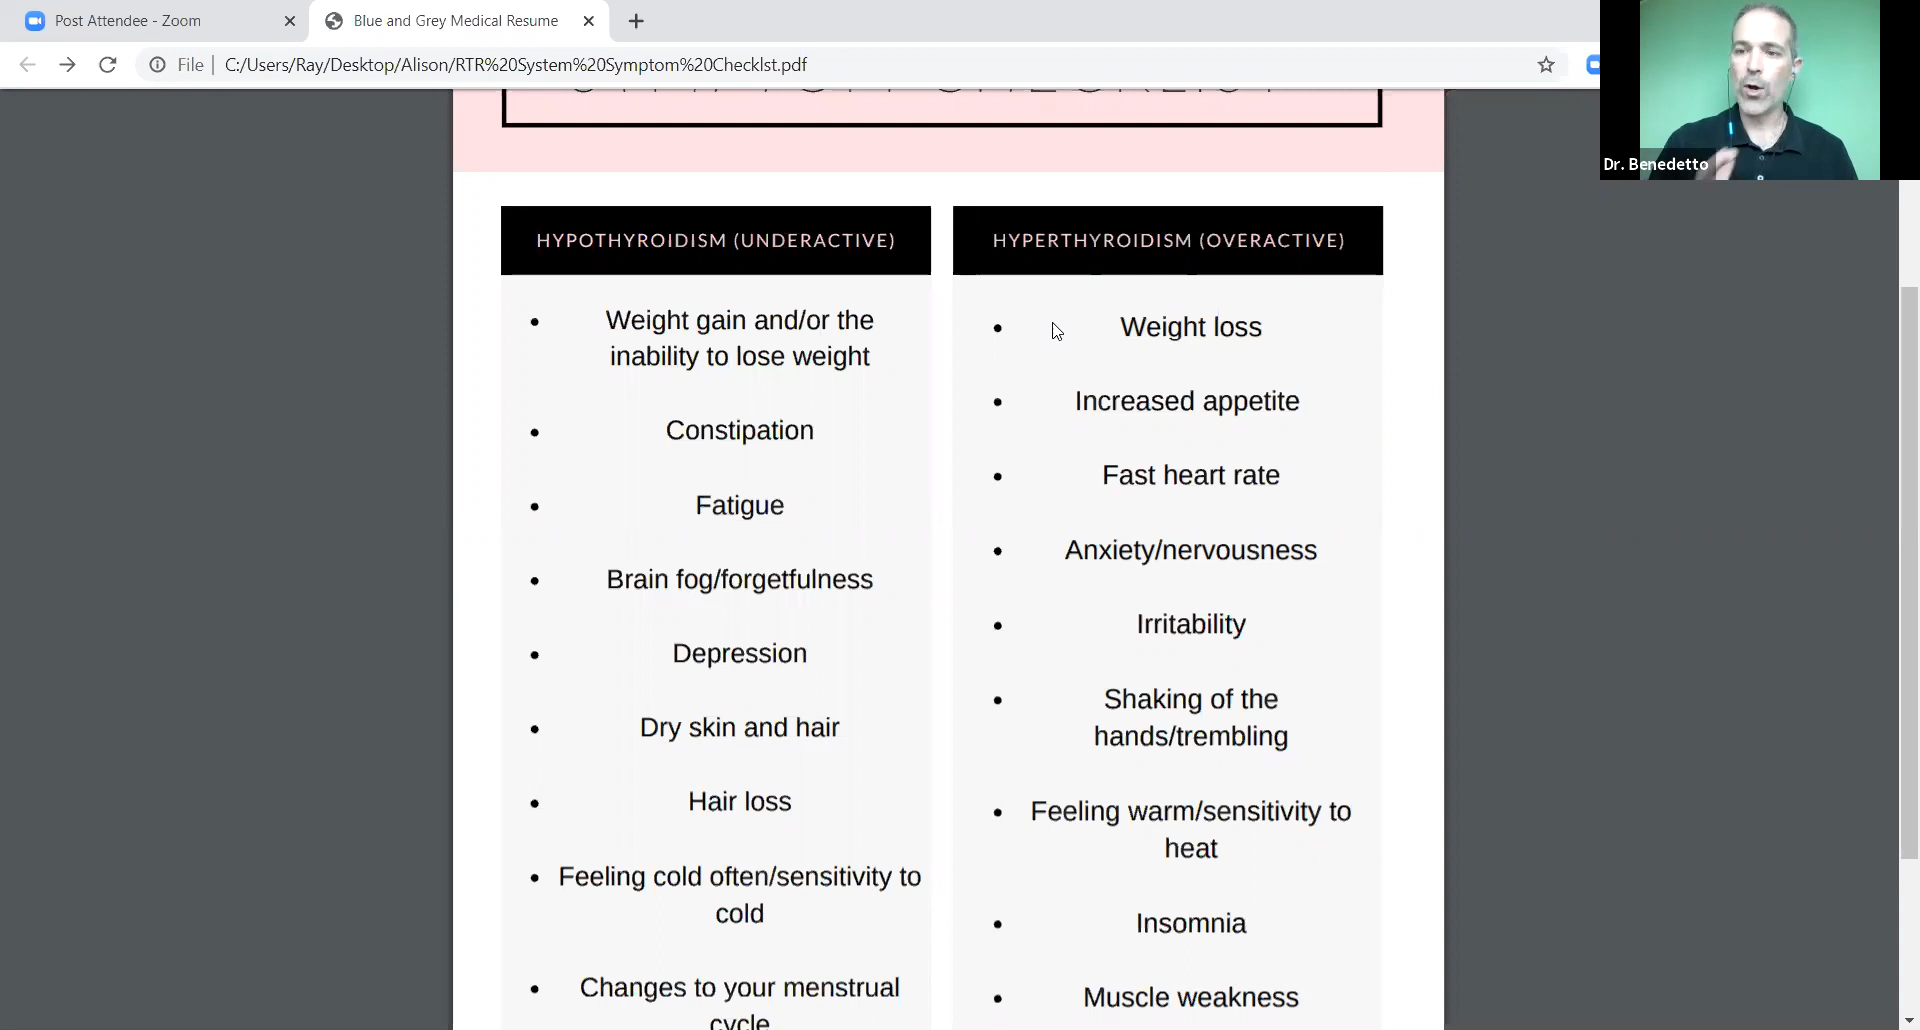 Post Attendee - Zoom
Blue and Grey Medical Resume
File
C:/Users/Ray/Desktop/Alison/RTR%20System%20Symptom%20Checklst.pdf
Dr. Benedetto
HYPOTHYROIDISM (UNDERACTIVE)
Weight gain and/or the
inability to lose weight
Constipation
Fatigue
Brain fog/forgetfulness
Depression
Dry skin and hair
Hair loss
Feeling cold often/sensitivity to
cold
Changes to your menstrual
cycle
HYPERTHYROIDISM (OVERACTIVE)
Weight loss
Increased appetite
Fast heart rate
Anxiety/nervousness
Irritability
Shaking of the
hands/trembling
Feeling warm/sensitivity to
heat
Insomnia
Muscle weakness